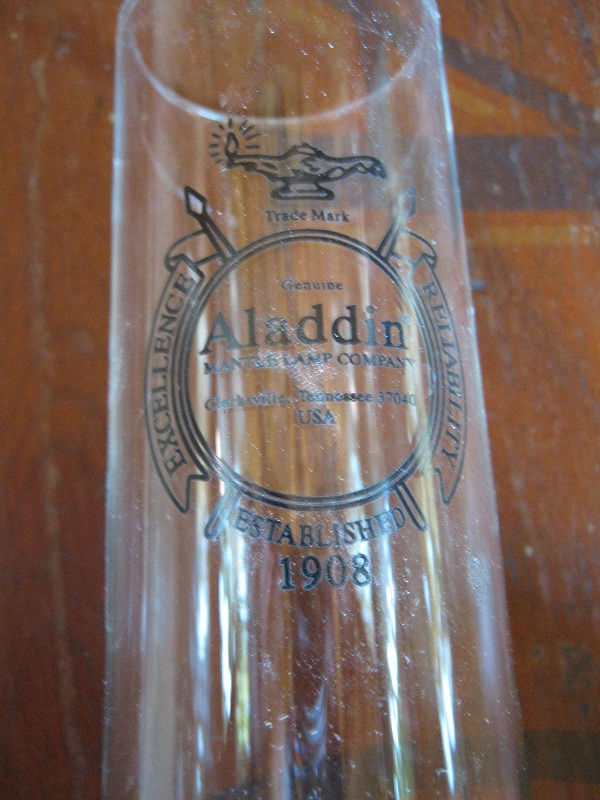 Trade Mark
Genuine
Aladdin
MANTLE LAMP COMPANY
Clarksville, Tennessee 37040
USA
EXCELLENCE
RELIABILITY
ESTABLISHED
1908